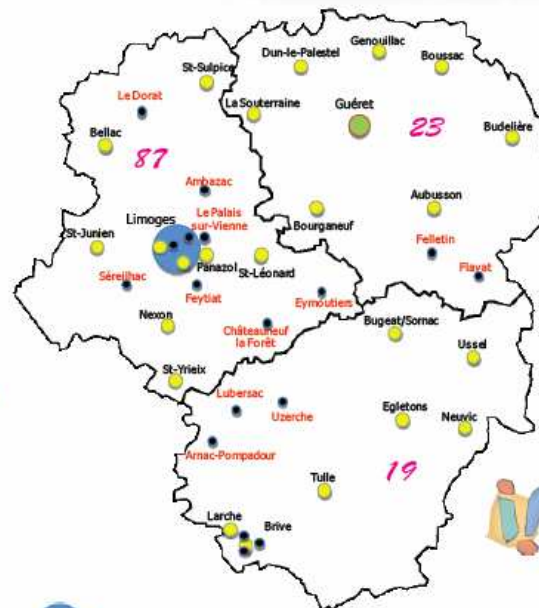 Genouillac
Dun-le-Palestel
Boussac
St-Sulpice
Le Dorat
La Souterraine
Guéret
23
Budelière
Bellac
87
Ambazac
Aubusson
Le Palais
sur-Vienne
Limoges
Bourganeuf
St-Junien
Felletin
Panazol
St-Léonard
Flayat
Séreilhac
Feytiat
Eymoutiers
Nexon
Châteauneuf
la Forêt
Bugeat/Sornac
Ussel
St-Yrieix
Lubersac
Uzerche
Egletons
Neuvic
Arnac-Pompadour
19
Tulle
Larche
Brive